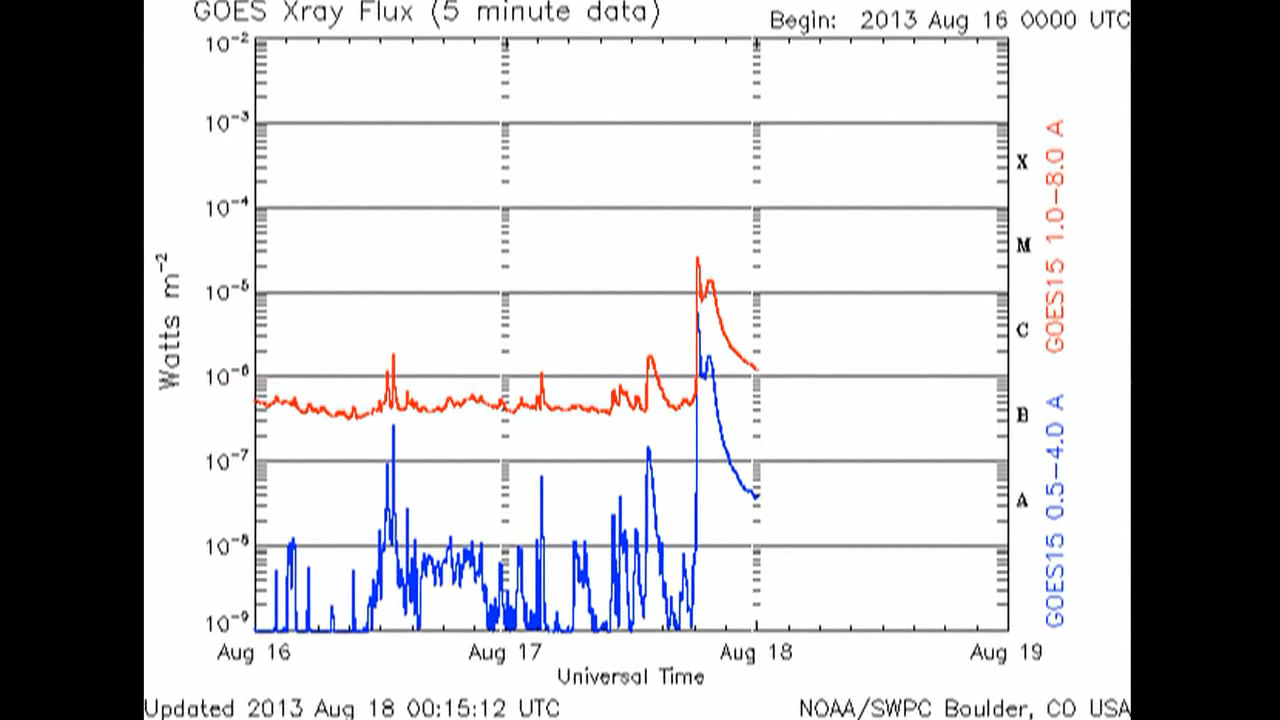 GOES Xray Flux (5 minute data)
Begin: 2013 Aug 16 0000 UTC
10⁻²
10⁻³
10⁻⁴
10⁻⁵
10⁻⁶
10⁻⁷
10⁻⁸
10⁻⁹
Watts m⁻²
X
M
C
B
A
GOES15 1.0–8.0 A
GOES15 0.5–4.0 A
Aug 16
Aug 17
Aug 18
Aug 19
Universal Time
Updated 2013 Aug 18 00:15:12 UTC
NOAA/SWPC Boulder, CO USA